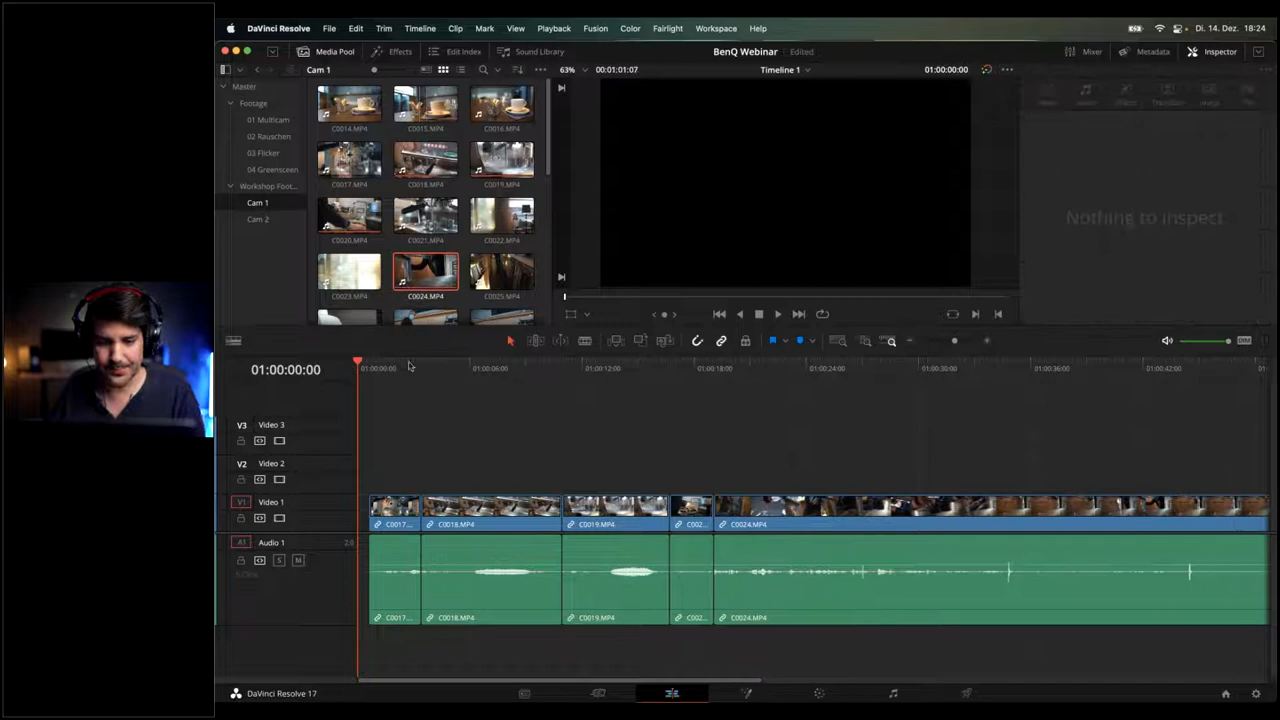 DaVinci Resolve File Edit Trim Timeline Clip Mark View Playback Fusion Color Fairlight Workspace Help Di. 14. Dez. 18:24
Media Pool Effects Edit Index Sound Library BenQ Webinar Edited Mixer Metadata Inspector
Cam 1 63% 00:01:01:07 Timeline 1 01:00:00:00
Master
Footage
01 Multicam
02 Rauschen
03 Flicker
04 Greensceen
Workshop Foot...
Cam 1
Cam 2
C0014.MP4 C0015.MP4 C0016.MP4
C0017.MP4 C0018.MP4 C0019.MP4
C0020.MP4 C0021.MP4 C0022.MP4
C0023.MP4 C0024.MP4 C0025.MP4
Nothing to inspect
DIM
01:00:00:00
01:00:00:00 01:00:06:00 01:00:12:00 01:00:18:00 01:00:24:00 01:00:30:00 01:00:36:00 01:00:42:00
V3 Video 3
V2 Video 2
V1 Video 1
C0017... C0018.MP4 C0019.MP4 C002... C0024.MP4
A1 Audio 1 2.0
S M
C0017... C0018.MP4 C0019.MP4 C002... C0024.MP4
DaVinci Resolve 17